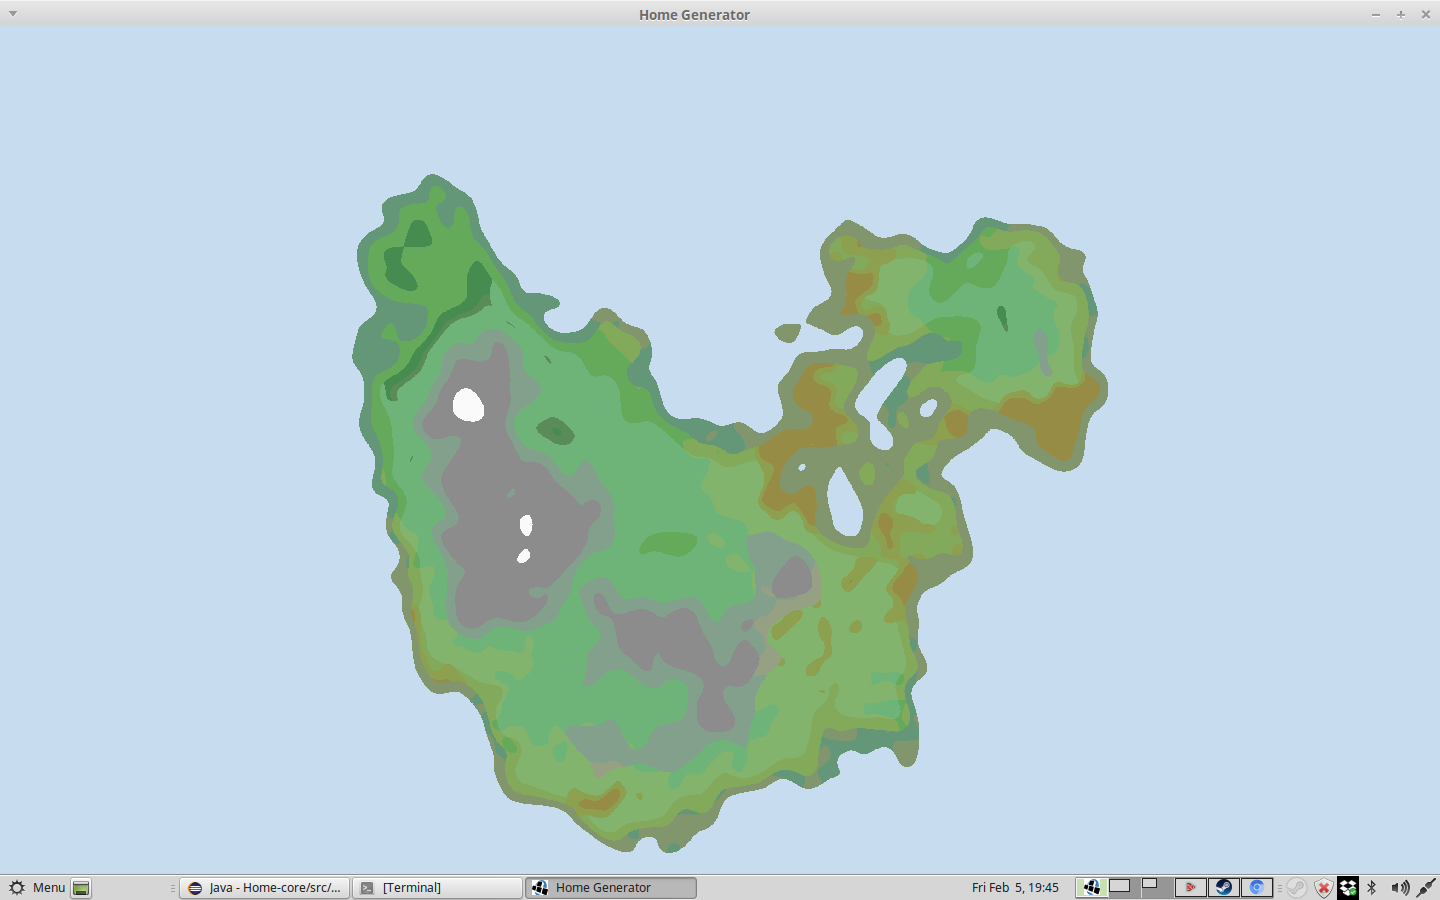 Home Generator
Menu
Java - Home-core/src/...
[Terminal]
Home Generator
Fri Feb 5, 19:45